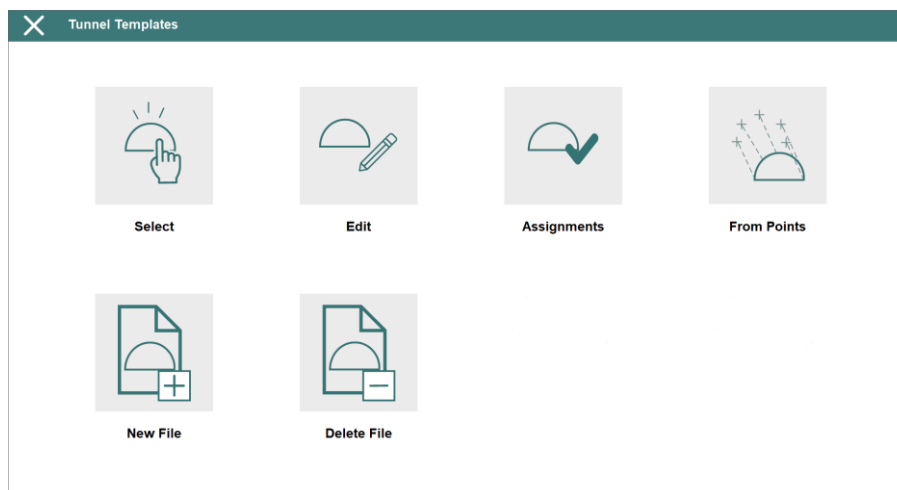 Tunnel Templates
Select
Edit
Assignments
From Points
New File
Delete File